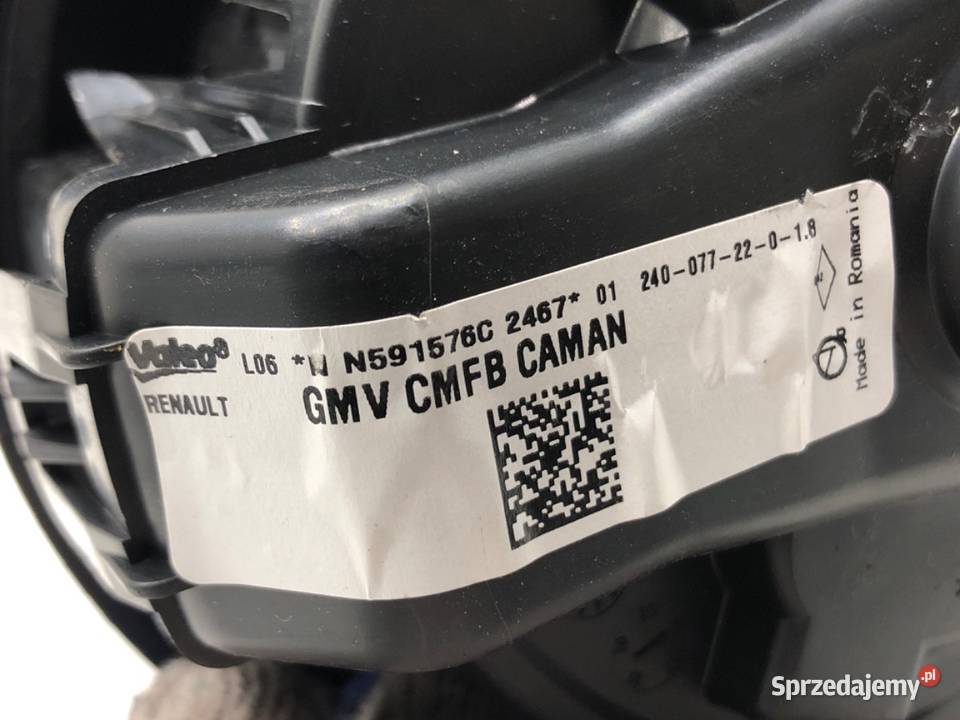 Valeo® L06 *W N591576C 2467* 01 240-077-22-0-1.8
RENAULT GMV CMFB CAMAN
Made in Romania
Sprzedajemy.pl